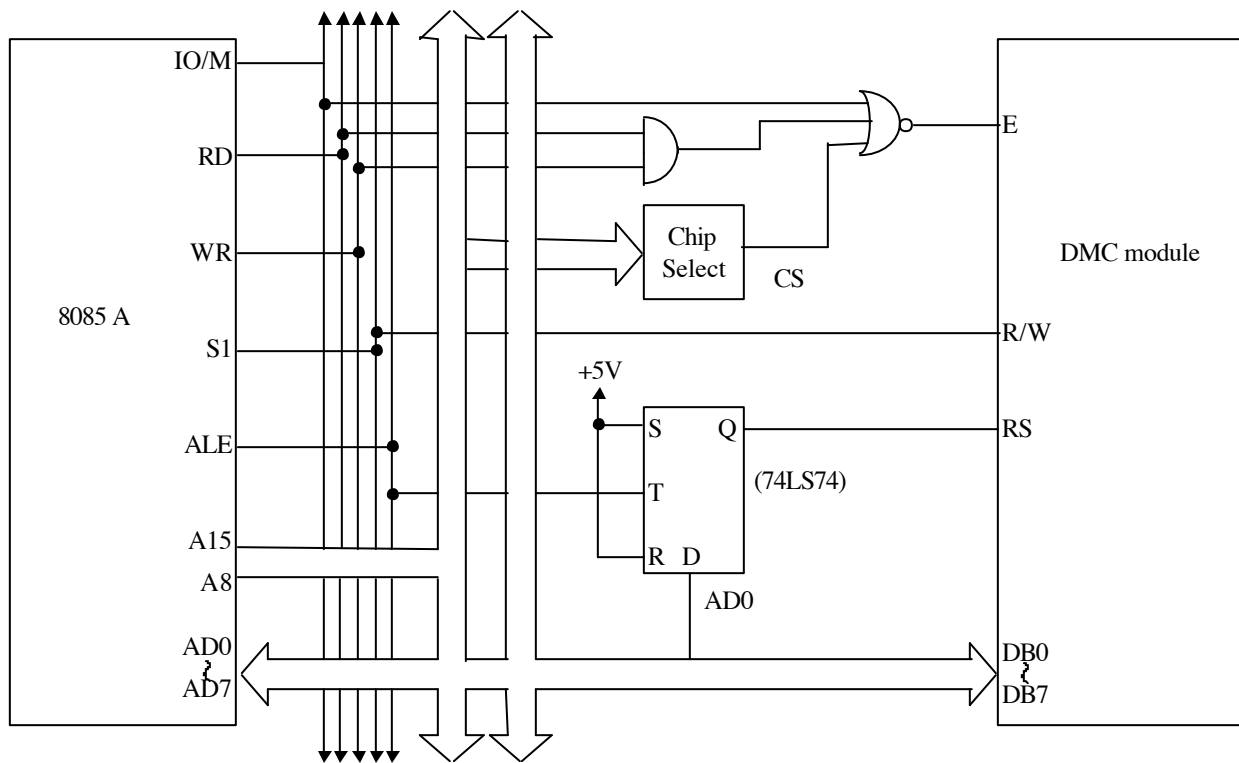 IO/M
RD
WR
8085 A
S1
ALE
A15
A8
AD0
AD7
Chip
Select
CS
+5V
S
Q
T
R
D
(74LS74)
AD0
E
DMC module
R/W
RS
DB0
DB7